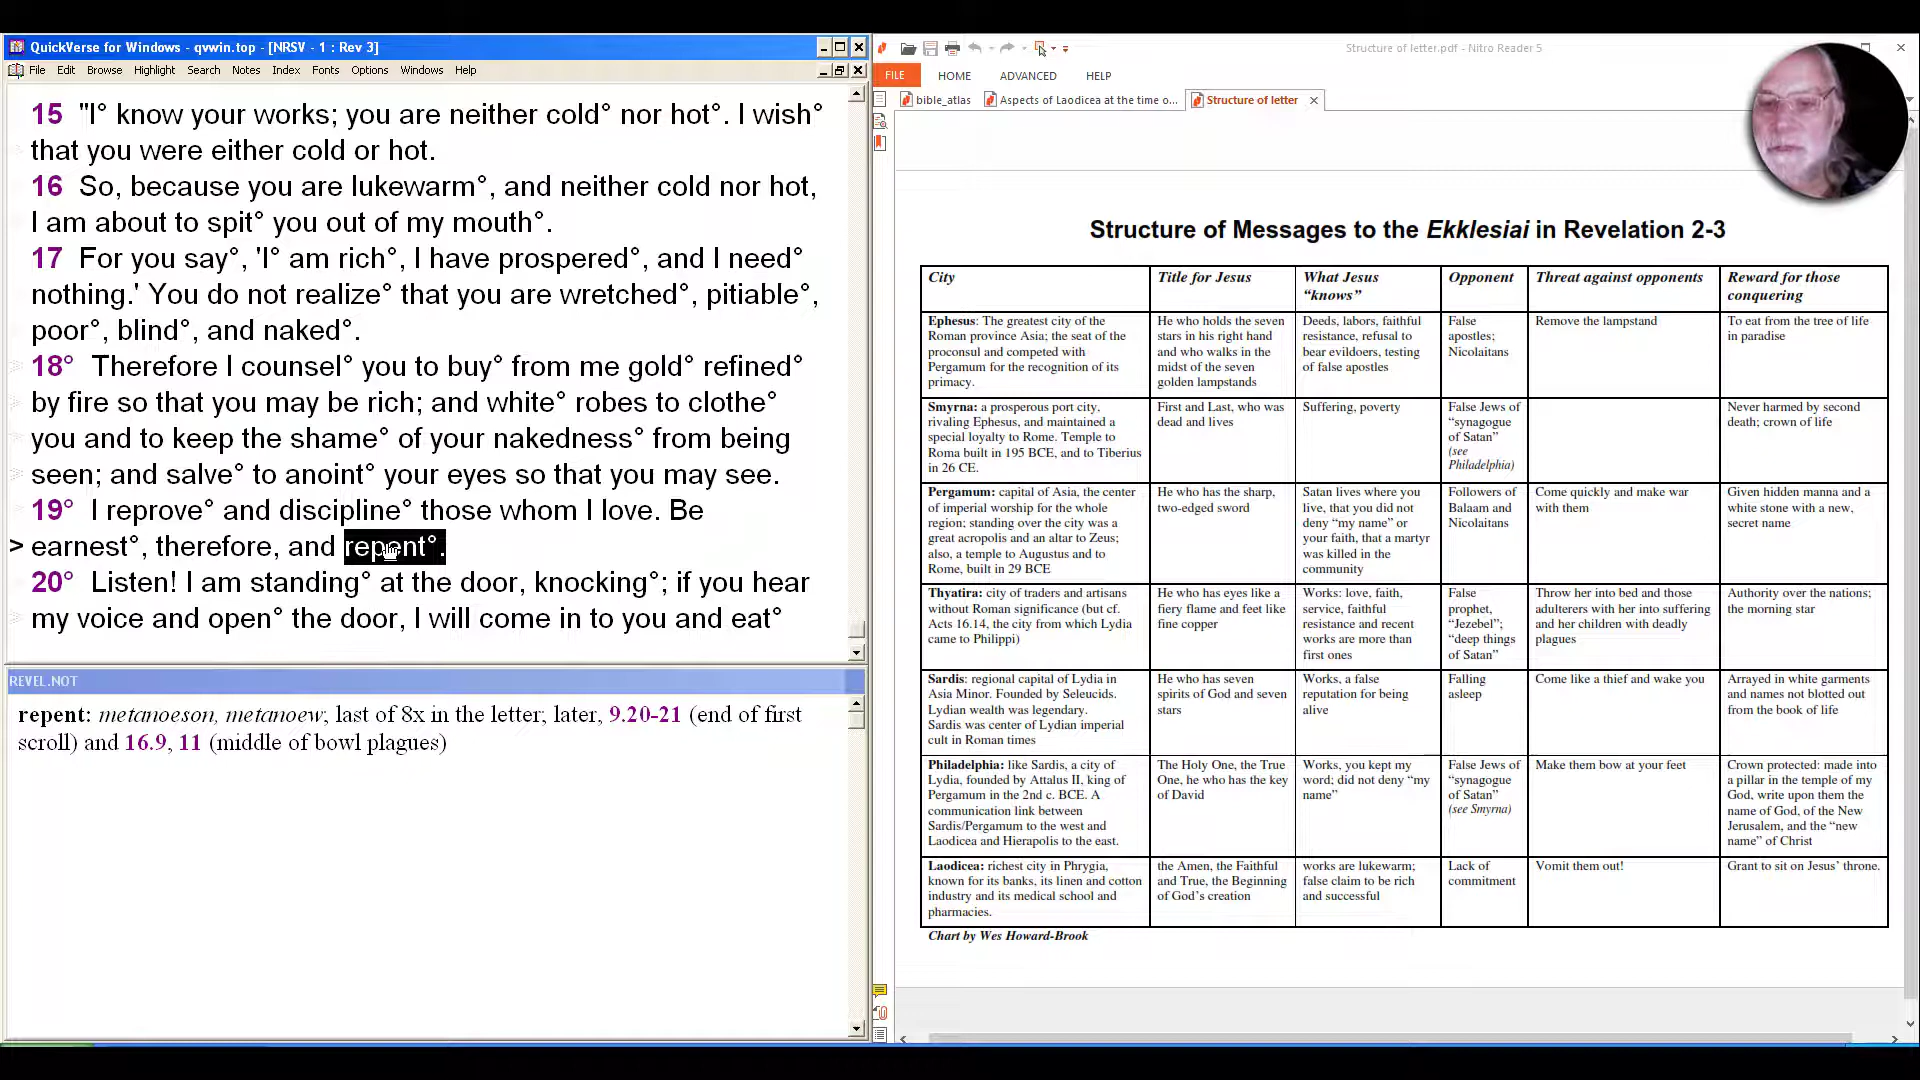 QuickVerse for Windows - qvwin.top - [NRSV - 1 : Rev 3]
File Edit Browse Highlight Search Notes Index Fonts Options Windows Help
15 "I° know your works; you are neither cold° nor hot°. I wish°
that you were either cold or hot.
16 So, because you are lukewarm°, and neither cold nor hot,
I am about to spit° you out of my mouth°.
17 For you say°, 'I° am rich°, I have prospered°, and I need°
nothing.' You do not realize° that you are wretched°, pitiable°,
poor°, blind°, and naked°.
18° Therefore I counsel° you to buy° from me gold° refined°
by fire so that you may be rich; and white° robes to clothe°
you and to keep the shame° of your nakedness° from being
seen; and salve° to anoint° your eyes so that you may see.
19° I reprove° and discipline° those whom I love. Be
> earnest°, therefore, and repent°.
20° Listen! I am standing° at the door, knocking°; if you hear
my voice and open° the door, I will come in to you and eat°
REVEL.NOT
repent: metanoeson, metanoew; last of 8x in the letter; later, 9.20-21 (end of first
scroll) and 16.9, 11 (middle of bowl plagues)
Structure of letter.pdf - Nitro Reader 5
FILE HOME ADVANCED HELP
bible_atlas Aspects of Laodicea at the time o... Structure of letter
Structure of Messages to the Ekklesiai in Revelation 2-3
City
Title for Jesus
What Jesus
"knows"
Opponent
Threat against opponents
Reward for those
conquering
Ephesus: The greatest city of the
Roman province Asia; the seat of the
proconsul and competed with
Pergamum for the recognition of its
primacy.
He who holds the seven
stars in his right hand
and who walks in the
midst of the seven
golden lampstands
Deeds, labors, faithful
resistance, refusal to
bear evildoers, testing
of false apostles
False
apostles;
Nicolaitans
Remove the lampstand
To eat from the tree of life
in paradise
Smyrna: a prosperous port city,
rivaling Ephesus, and maintained a
special loyalty to Rome. Temple to
Roma built in 195 BCE, and to Tiberius
in 26 CE.
First and Last, who was
dead and lives
Suffering, poverty
False Jews of
"synagogue
of Satan"
(see
Philadelphia)
Never harmed by second
death; crown of life
Pergamum: capital of Asia, the center
of imperial worship for the whole
region; standing over the city was a
great acropolis and an altar to Zeus;
also, a temple to Augustus and to
Rome, built in 29 BCE
He who has the sharp,
two-edged sword
Satan lives where you
live, that you did not
deny "my name" or
your faith, that a martyr
was killed in the
community
Followers of
Balaam and
Nicolaitans
Come quickly and make war
with them
Given hidden manna and a
white stone with a new,
secret name
Thyatira: city of traders and artisans
without Roman significance (but cf.
Acts 16.14, the city from which Lydia
came to Philippi)
He who has eyes like a
fiery flame and feet like
fine copper
Works: love, faith,
service, faithful
resistance and recent
works are more than
first ones
False
prophet,
"Jezebel";
"deep things
of Satan"
Throw her into bed and those
adulterers with her into suffering
and her children with deadly
plagues
Authority over the nations;
the morning star
Sardis: regional capital of Lydia in
Asia Minor. Founded by Seleucids.
Lydian wealth was legendary.
Sardis was center of Lydian imperial
cult in Roman times
He who has seven
spirits of God and seven
stars
Works, a false
reputation for being
alive
Falling
asleep
Come like a thief and wake you
Arrayed in white garments
and names not blotted out
from the book of life
Philadelphia: like Sardis, a city of
Lydia, founded by Attalus II, king of
Pergamum in the 2nd c. BCE. A
communication link between
Sardis/Pergamum to the west and
Laodicea and Hierapolis to the east.
The Holy One, the True
One, he who has the key
of David
Works, you kept my
word; did not deny "my
name"
False Jews of
"synagogue
of Satan"
(see Smyrna)
Make them bow at your feet
Crown protected: made into
a pillar in the temple of my
God, write upon them the
name of God, of the New
Jerusalem, and the "new
name" of Christ
Laodicea: richest city in Phrygia,
known for its banks, its linen and cotton
industry and its medical school and
pharmacies.
the Amen, the Faithful
and True, the Beginning
of God's creation
works are lukewarm;
false claim to be rich
and successful
Lack of
commitment
Vomit them out!
Grant to sit on Jesus' throne.
Chart by Wes Howard-Brook